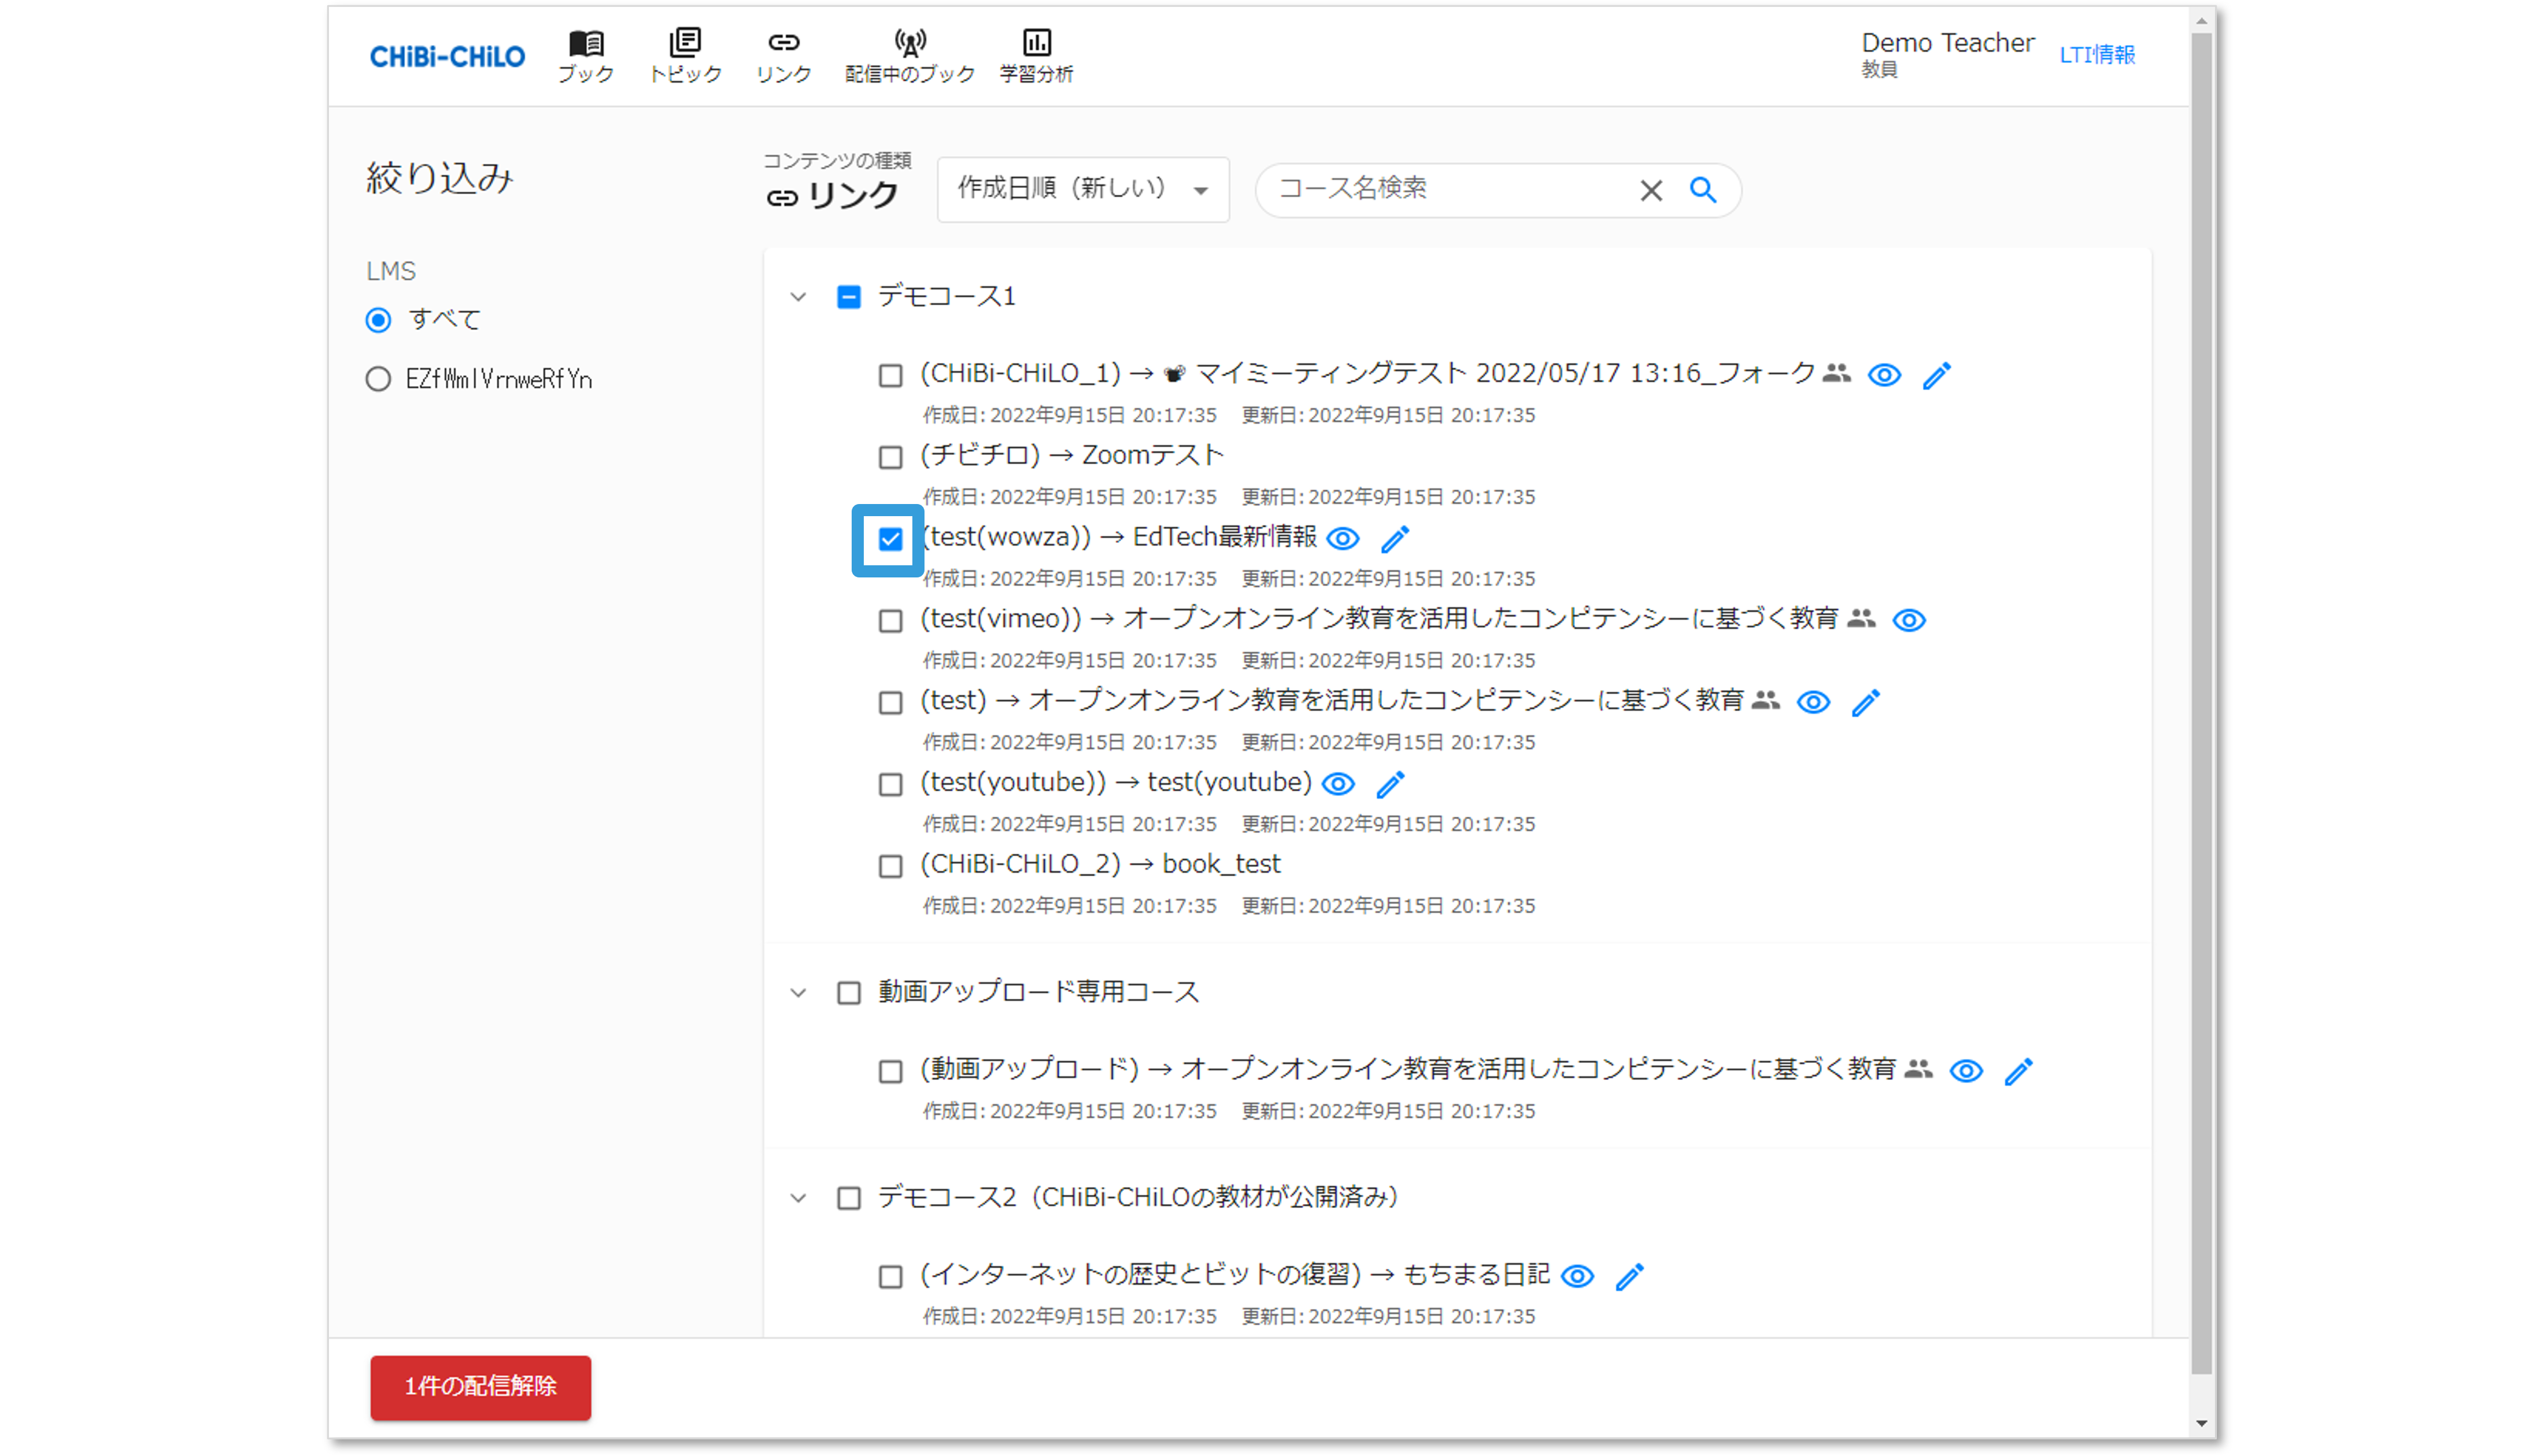 CHiBi-CHiLO
ブック
トピック
リンク
配信中のブック
学習分析
Demo Teacher
教員
LTI情報
絞り込み
LMS
すべて
EZfWmlVrnweRfYn
コンテンツの種類
リンク
作成日順（新しい）
コース名検索
デモコース1
(CHiBi-CHiLO_1) → マイミーティングテスト 2022/05/17 13:16_フォーク
作成日: 2022年9月15日 20:17:35 更新日: 2022年9月15日 20:17:35
(チビチロ) → Zoomテスト
作成日: 2022年9月15日 20:17:35 更新日: 2022年9月15日 20:17:35
(test(wowza)) → EdTech最新情報
作成日: 2022年9月15日 20:17:35 更新日: 2022年9月15日 20:17:35
(test(vimeo)) → オープンオンライン教育を活用したコンピテンシーに基づく教育
作成日: 2022年9月15日 20:17:35 更新日: 2022年9月15日 20:17:35
(test) → オープンオンライン教育を活用したコンピテンシーに基づく教育
作成日: 2022年9月15日 20:17:35 更新日: 2022年9月15日 20:17:35
(test(youtube)) → test(youtube)
作成日: 2022年9月15日 20:17:35 更新日: 2022年9月15日 20:17:35
(CHiBi-CHiLO_2) → book_test
作成日: 2022年9月15日 20:17:35 更新日: 2022年9月15日 20:17:35
動画アップロード専用コース
(動画アップロード) → オープンオンライン教育を活用したコンピテンシーに基づく教育
作成日: 2022年9月15日 20:17:35 更新日: 2022年9月15日 20:17:35
デモコース2（CHiBi-CHiLOの教材が公開済み）
(インターネットの歴史とビットの復習) → もちまる日記
作成日: 2022年9月15日 20:17:35 更新日: 2022年9月15日 20:17:35
1件の配信解除